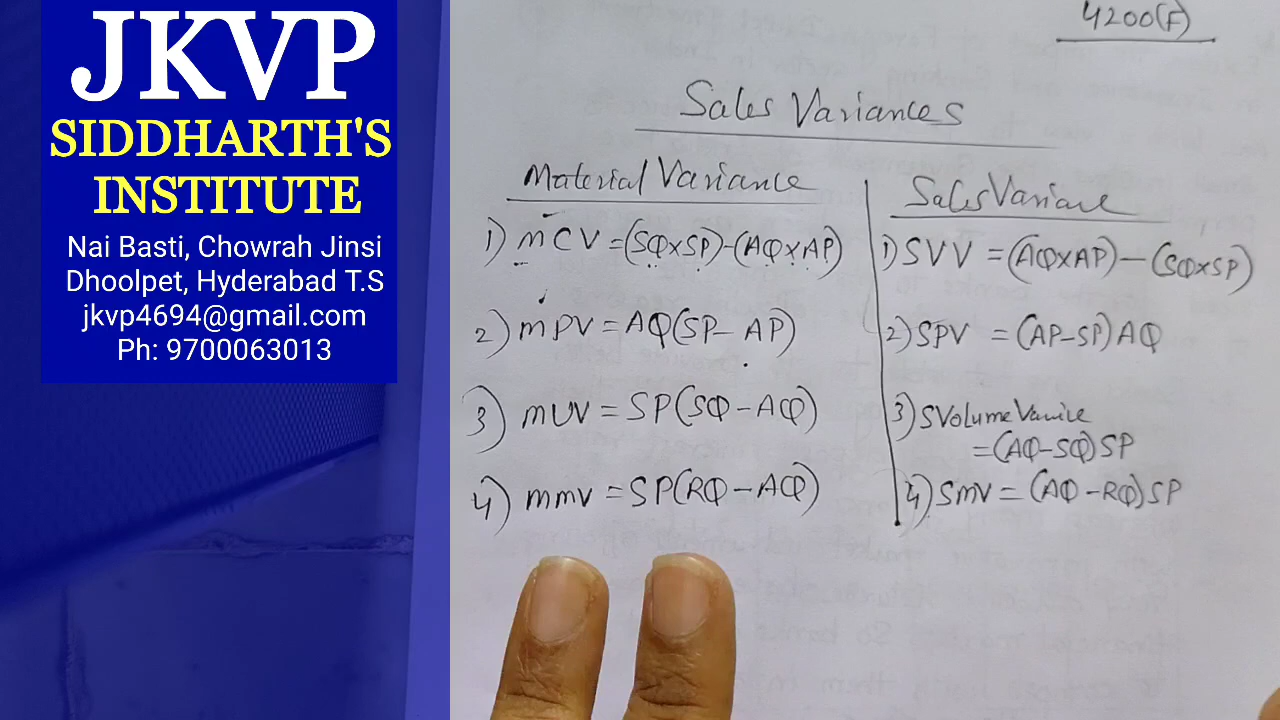 JKVP
SIDDHARTH'S
INSTITUTE
Nai Basti, Chowrah Jinsi
Dhoolpet, Hyderabad T.S
jkvp4694@gmail.com
Ph: 9700063013
4200(F)
Sales Variances
Material Variance
1) MCV = (SQ×SP) - (AQ×AP)
2) MPV = AQ(SP - AP)
3) MUV = SP(SQ - AQ)
4) MMV = SP(RQ - AQ)
Sales Variance
1) SVV = (AQ×AP) - (SQ×SP)
2) SPV = (AP-SP)AQ
3) SVolume
= (AQ-SQ)SP
4) SMV = (AQ-RQ)SP